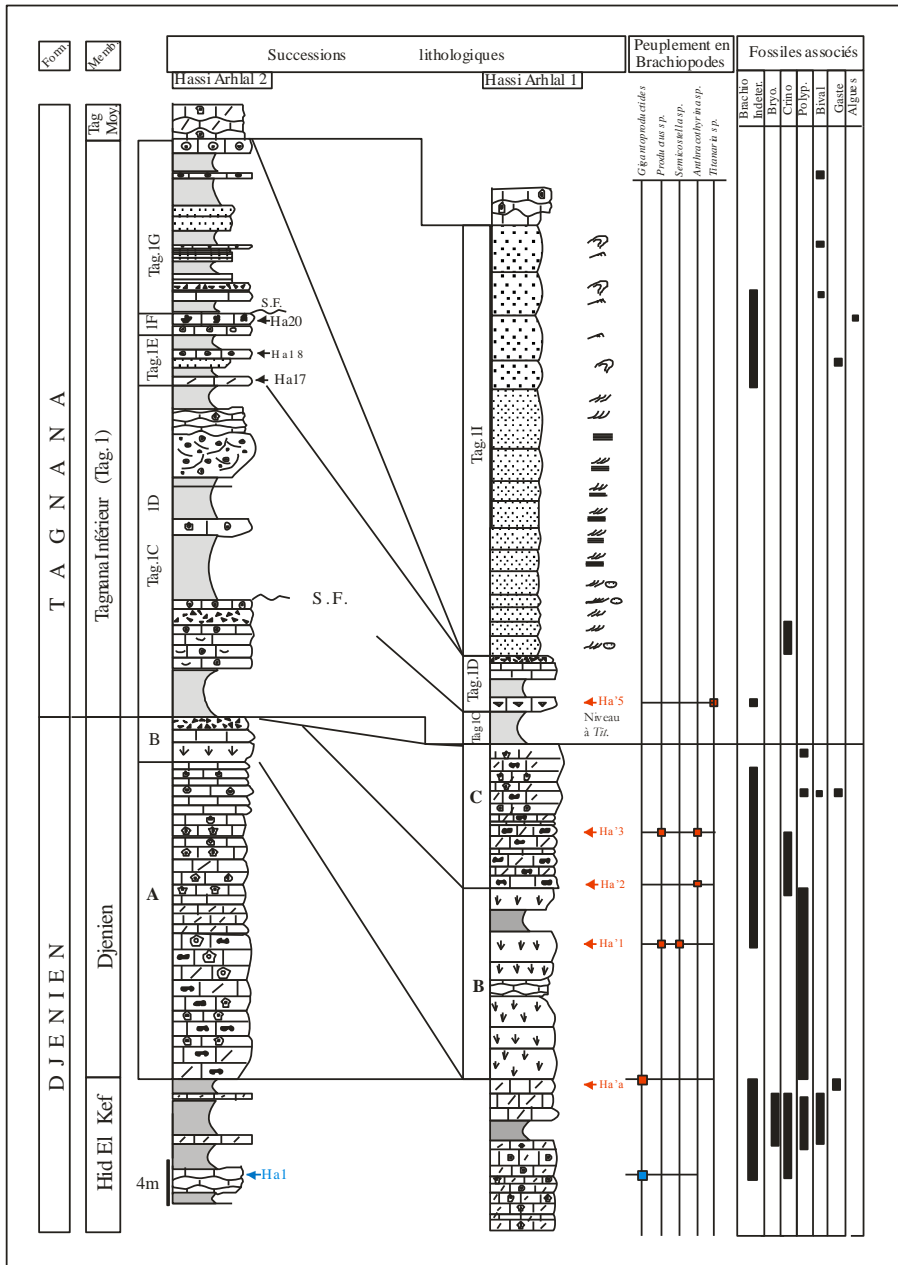 Form.
Memb,
Successions lithologiques
Peuplement en
Brachiopodes
Fossiles associés
Hassi Arhlal 2
Hassi Arhlal 1
Gigantoproductides
Productus sp.
Semicostella sp.
Anthracothyrina sp.
Titanaria sp.
Brachio
Indeter.
Bryo.
Crino
Polyp.
Bival
Gaste
Algues
Tag
Moy
TAGNANA
Tagnana Inférieur (Tag. 1)
Tag.1G
1F
Tag.1E
1D
Tag.1C
S.F.
Ha20
Ha18
Ha17
S.F.
Tag.1I
Tag.1D
Tag1C
Ha'5
Niveau
à Tit.
DJENIEN
Djenien
Hid El Kef
B
A
C
B
Ha'3
Ha'2
Ha'1
Ha'a
Ha1
4m